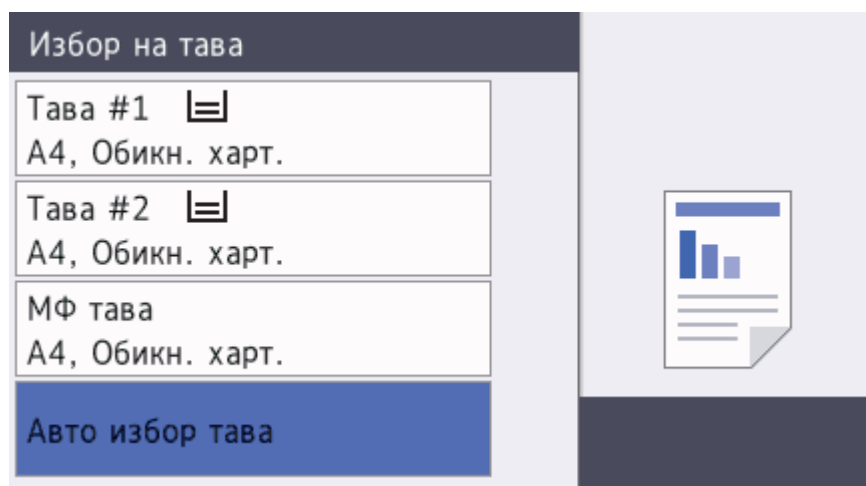 Избор на тава
Тава #1
А4, Обикн. харт.
Тава #2
А4, Обикн. харт.
МФ тава
А4, Обикн. харт.
Авто избор тава